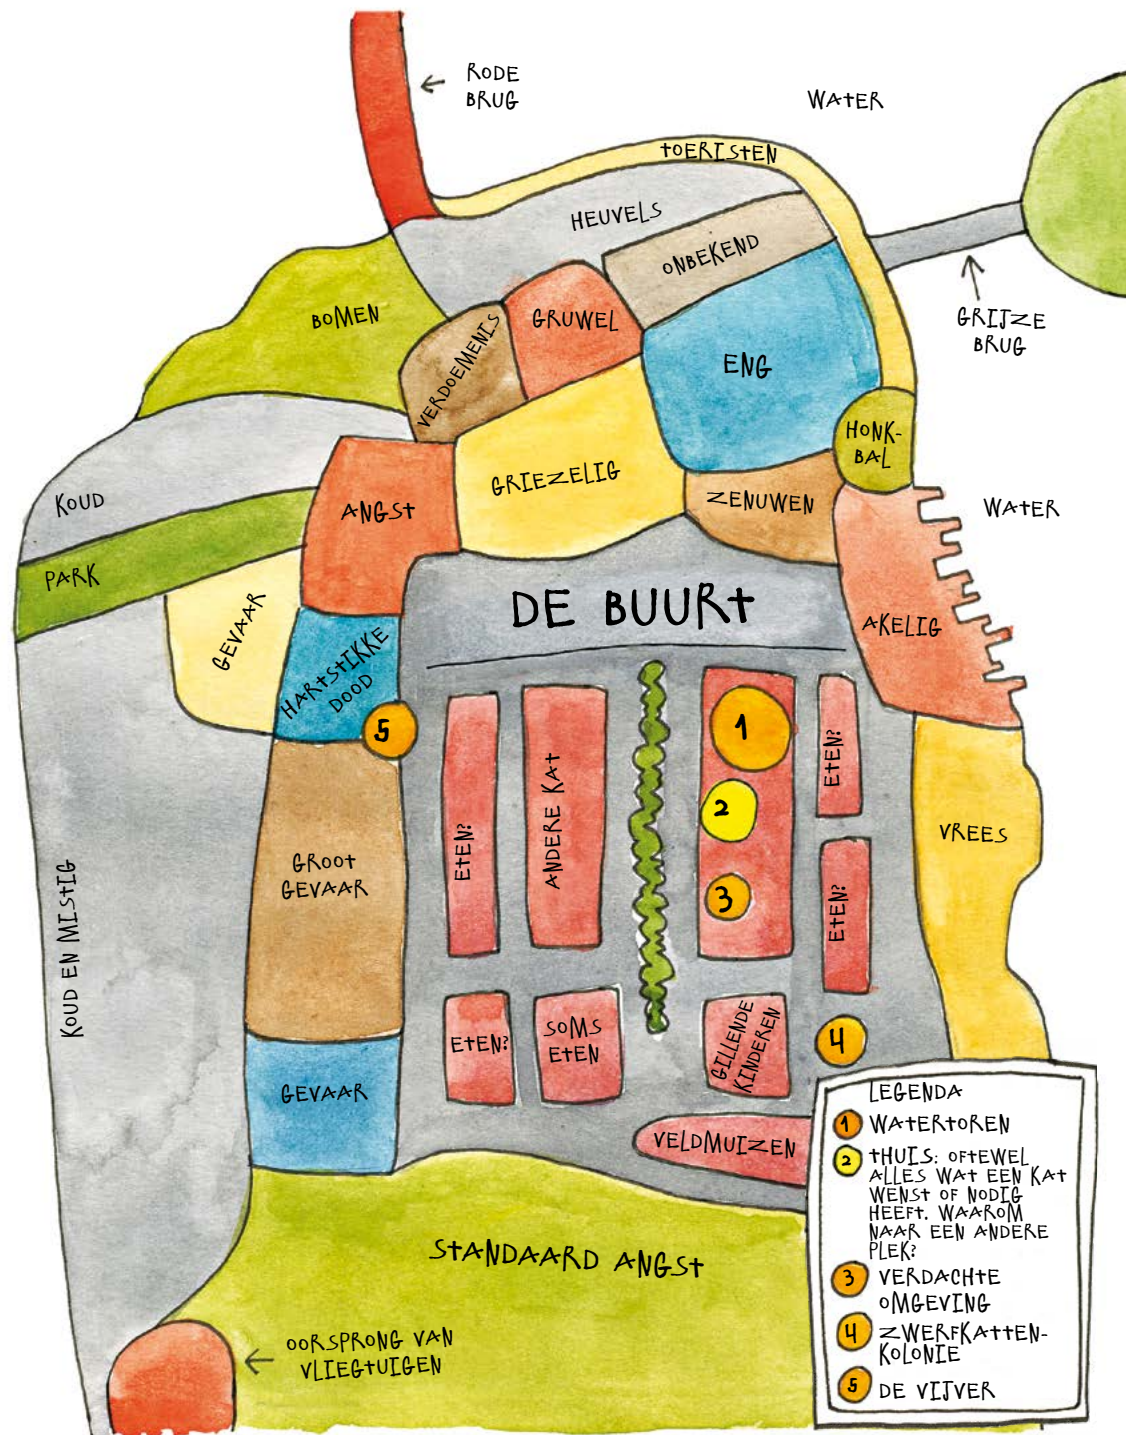 RODE
BRUG
WATER
TOERISTEN
HEUVELS
ONBEKEND
GRIJZE
BRUG
BOMEN
GRUWEL
VERDOEMENIS
ENG
HONK-
BAL
KOUD
ANGST
GRIEZELIG
ZENUWEN
WATER
PARK
GEVAAR
DE BUURT
AKELIG
HARTSTIKKE
DOOD
5
1
ETEN?
ANDERE KAT
ETEN?
2
VREES
GROOT
GEVAAR
3
ETEN?
KOUD EN MISTIG
ETEN?
SOMS
ETEN
GILLENDE
KINDEREN
4
GEVAAR
VELDMUIZEN
STANDAARD ANGST
OORSPRONG VAN
VLIEGTUIGEN
LEGENDA
1 WATERTOREN
2 THUIS: OFTEWEL
ALLES WAT EEN KAT
WENST OF NODIG
HEEFT. WAAROM
NAAR EEN ANDERE
PLEK?
3 VERDACHTE
OMGEVING
4 ZWERFKATTEN-
KOLONIE
5 DE VIJVER